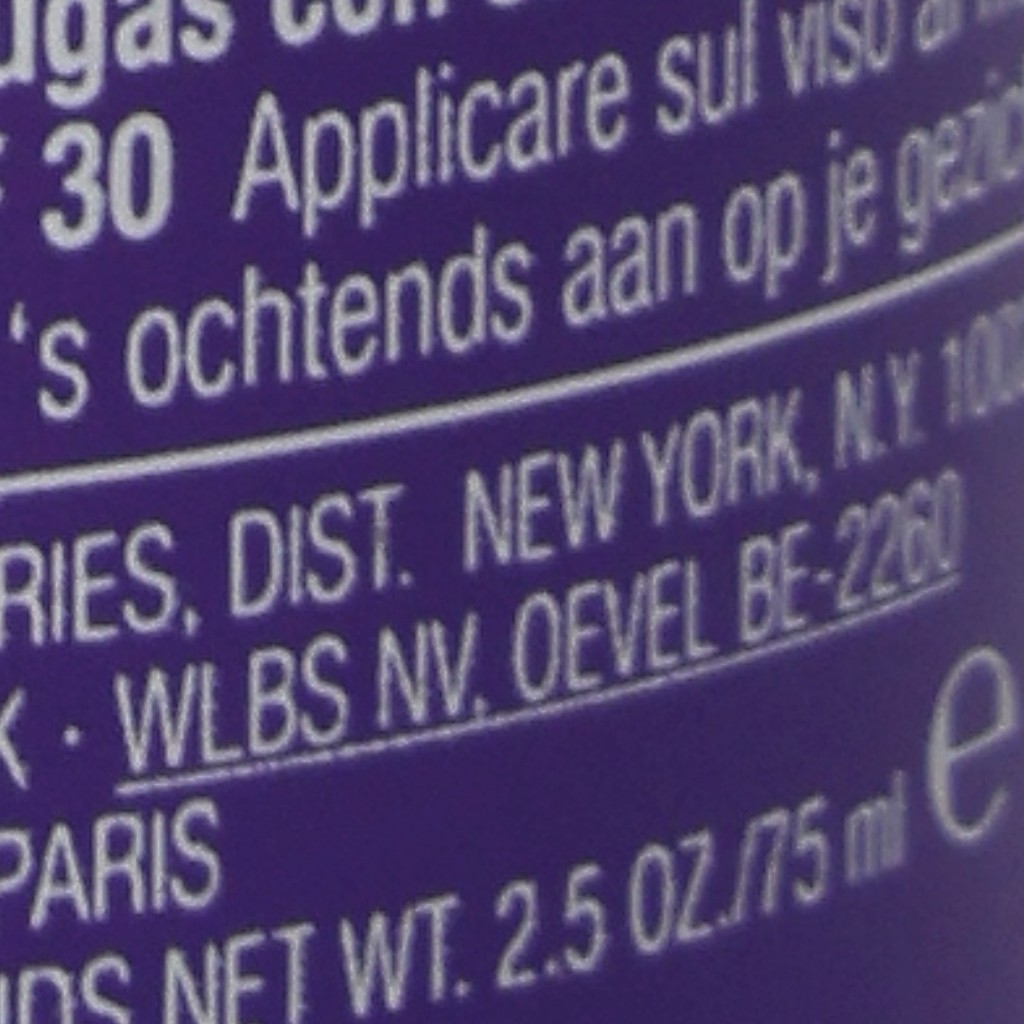 30 Applicare sul viso
's ochtends aan op je
RIES, DIST. NEW YORK, N.Y.
K · WLBS NV. OEVEL BE-2260
PARIS
NET WT. 2.5 OZ./75 ml e